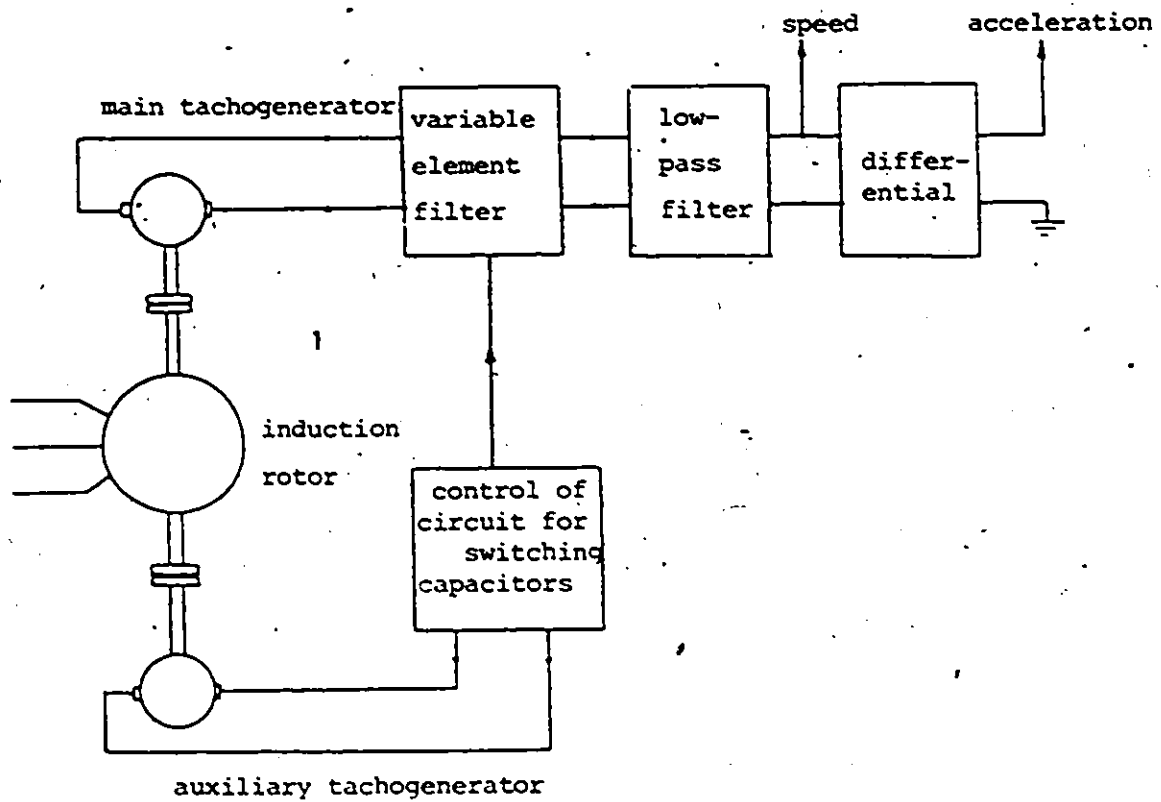 speed
acceleration
main tachogenerator
variable
element
filter
low-
pass
filter
differ-
ential
induction
rotor
control of
circuit for
switching
capacitors
auxiliary tachogenerator